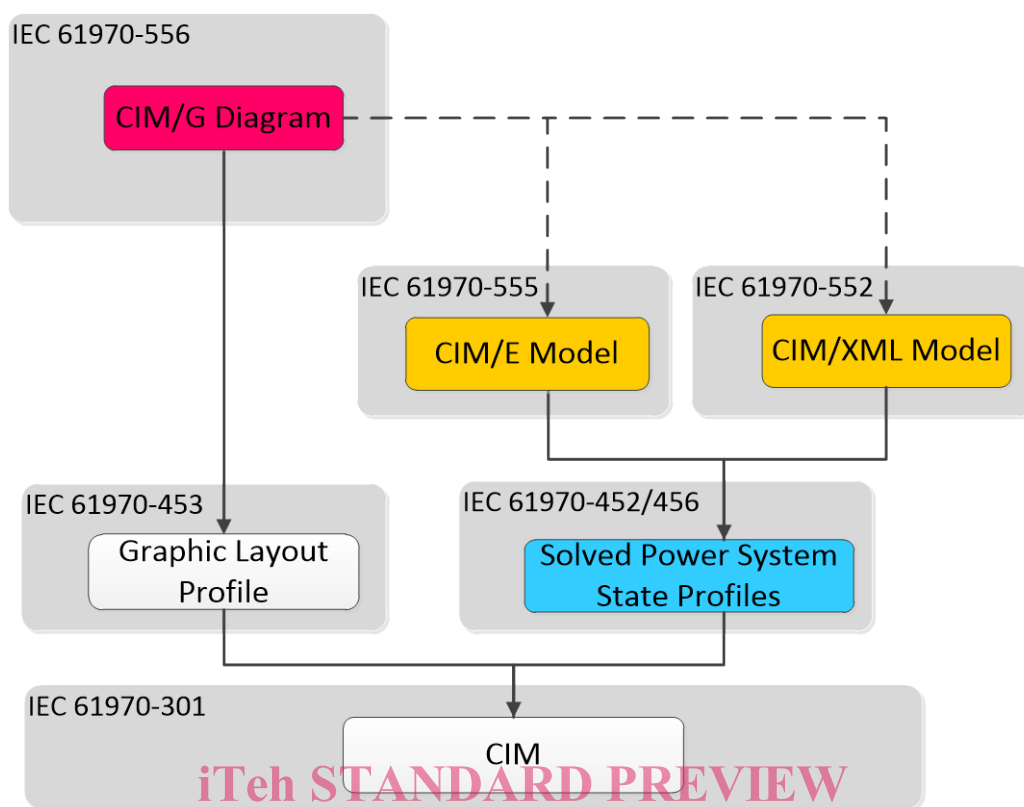 IEC 61970-556
CIM/G Diagram
IEC 61970-555
IEC 61970-552
CIM/E Model
CIM/XML Model
IEC 61970-453
IEC 61970-452/456
Graphic Layout
Profile
Solved Power System
State Profiles
IEC 61970-301
CIM
iTeh STANDARD PREVIEW